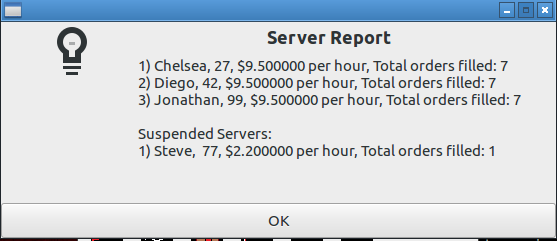 Server Report
1) Chelsea, 27, $9.500000 per hour, Total orders filled: 7
2) Diego, 42, $9.500000 per hour, Total orders filled: 7
3) Jonathan, 99, $9.500000 per hour, Total orders filled: 7
Suspended Servers:
1) Steve,  77, $2.200000 per hour, Total orders filled: 1
OK